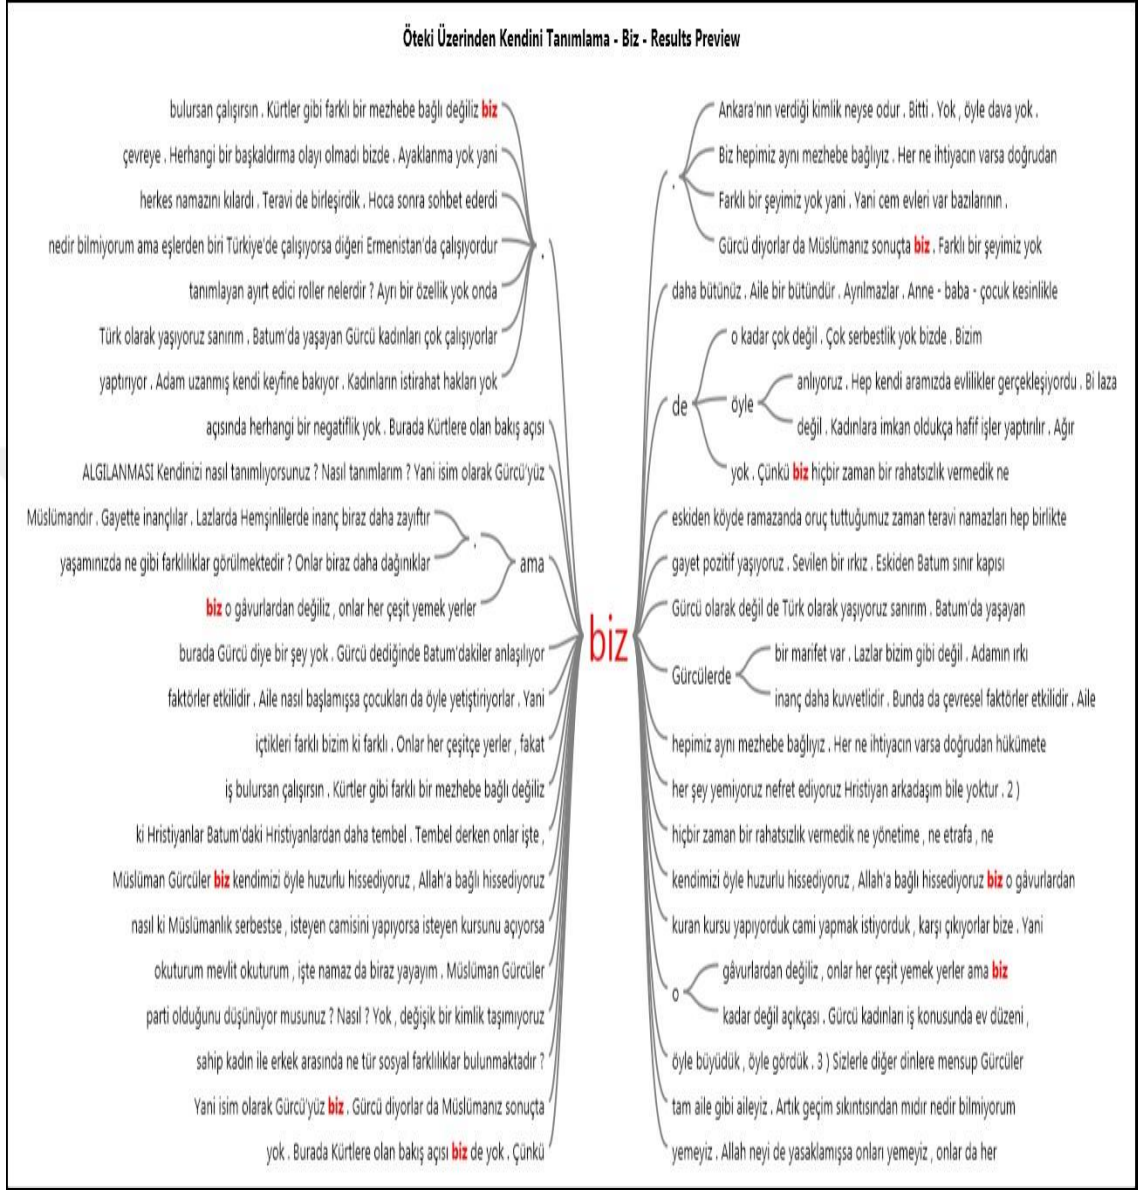 Öteki Üzerinden Kendini Tanımlama - Biz - Results Preview
bulursan çalışırsın . Kürtler gibi farklı bir mezhebe bağlı değiliz biz
çevreye . Herhangi bir başkaldırma olayı olmadı bizde . Ayaklanma yok yani
herkes namazını kılardı . Teravi de birleşirdik . Hoca sonra sohbet ederdi
nedir bilmiyorum ama eşlerden biri Türkiye'de çalışıyorsa diğeri Ermenistan'da çalışıyordur
.
tanımlayan ayırt edici roller nelerdir ? Ayrı bir özellik yok onda
Türk olarak yaşıyoruz sanırım . Batum'da yaşayan Gürcü kadınları çok çalışıyorlar
yaptırıyor . Adam uzanmış kendi keyfine bakıyor . Kadınların istirahat hakları yok
açısında herhangi bir negatiflik yok . Burada Kürtlere olan bakış açısı
ALGILANMASI Kendinizi nasıl tanımlıyorsunuz ? Nasıl tanımlarım ? Yani isim olarak Gürcü'yüz
Müslümandır . Gayette inançlılar . Lazlarda Hemşinlilerde inanç biraz daha zayıftır
.
yaşamınızda ne gibi farklılıklar görülmektedir ? Onlar biraz daha dağınıklar
ama
biz o gâvurlardan değiliz , onlar her çeşit yemek yerler
burada Gürcü diye bir şey yok . Gürcü dediğinde Batum'dakiler anlaşılıyor
faktörler etkilidir . Aile nasıl başlamışsa çocukları da öyle yetiştiriyorlar . Yani
içtikleri farklı bizim ki farklı . Onlar her çeşitçe yerler , fakat
iş bulursan çalışırsın . Kürtler gibi farklı bir mezhebe bağlı değiliz
ki Hristiyanlar Batum'daki Hristiyanlardan daha tembel . Tembel derken onlar işte ,
Müslüman Gürcüler biz kendimizi öyle huzurlu hissediyoruz , Allah'a bağlı hissediyoruz
nasıl ki Müslümanlık serbestse , isteyen camisini yapıyorsa isteyen kursunu açıyorsa
okuturum mevlit okuturum , işte namaz da biraz yayayım . Müslüman Gürcüler
parti olduğunu düşünüyor musunuz ? Nasıl ? Yok , değişik bir kimlik taşımıyoruz
sahip kadın ile erkek arasında ne tür sosyal farklılıklar bulunmaktadır ?
Yani isim olarak Gürcü'yüz biz . Gürcü diyorlar da Müslümanız sonuçta
yok . Burada Kürtlere olan bakış açısı biz de yok . Çünkü
biz
Ankara'nın verdiği kimlik neyse odur . Bitti . Yok , öyle dava yok .
Biz hepimiz aynı mezhebe bağlıyız . Her ne ihtiyacın varsa doğrudan
.
Farklı bir şeyimiz yok yani . Yani cem evleri var bazılarının .
Gürcü diyorlar da Müslümanız sonuçta biz . Farklı bir şeyimiz yok
daha bütünüz . Aile bir bütündür . Ayrılmazlar . Anne - baba - çocuk kesinlikle
o kadar çok değil . Çok serbestlik yok bizde . Bizim
anlıyoruz . Hep kendi aramızda evlilikler gerçekleşiyordu . Bi laza
de öyle
değil . Kadınlara imkan oldukça hafif işler yaptırılır . Ağır
yok . Çünkü biz hiçbir zaman bir rahatsızlık vermedik ne
eskiden köyde ramazanda oruç tuttuğumuz zaman teravi namazları hep birlikte
gayet pozitif yaşıyoruz . Sevilen bir ırkız . Eskiden Batum sınır kapısı
Gürcü olarak değil de Türk olarak yaşıyoruz sanırım . Batum'da yaşayan
bir marifet var . Lazlar bizim gibi değil . Adamın ırkı
Gürcülerde
inanç daha kuvvetlidir . Bunda da çevresel faktörler etkilidir . Aile
hepimiz aynı mezhebe bağlıyız . Her ne ihtiyacın varsa doğrudan hükümete
her şey yemiyoruz nefret ediyoruz Hristiyan arkadaşım bile yoktur . 2 )
hiçbir zaman bir rahatsızlık vermedik ne yönetime , ne etrafa , ne
kendimizi öyle huzurlu hissediyoruz , Allah'a bağlı hissediyoruz biz o gâvurlardan
kuran kursu yapıyorduk cami yapmak istiyorduk , karşı çıkıyorlar bize . Yani
gâvurlardan değiliz , onlar her çeşit yemek yerler ama biz
o
kadar değil açıkçası . Gürcü kadınları iş konusunda ev düzeni ,
öyle büyüdük , öyle gördük . 3 ) Sizlerle diğer dinlere mensup Gürcüler
tam aile gibi aileyiz . Artık geçim sıkıntısından mıdır nedir bilmiyorum
yemeyiz . Allah neyi de yasaklamışsa onları yemeyiz , onlar da her